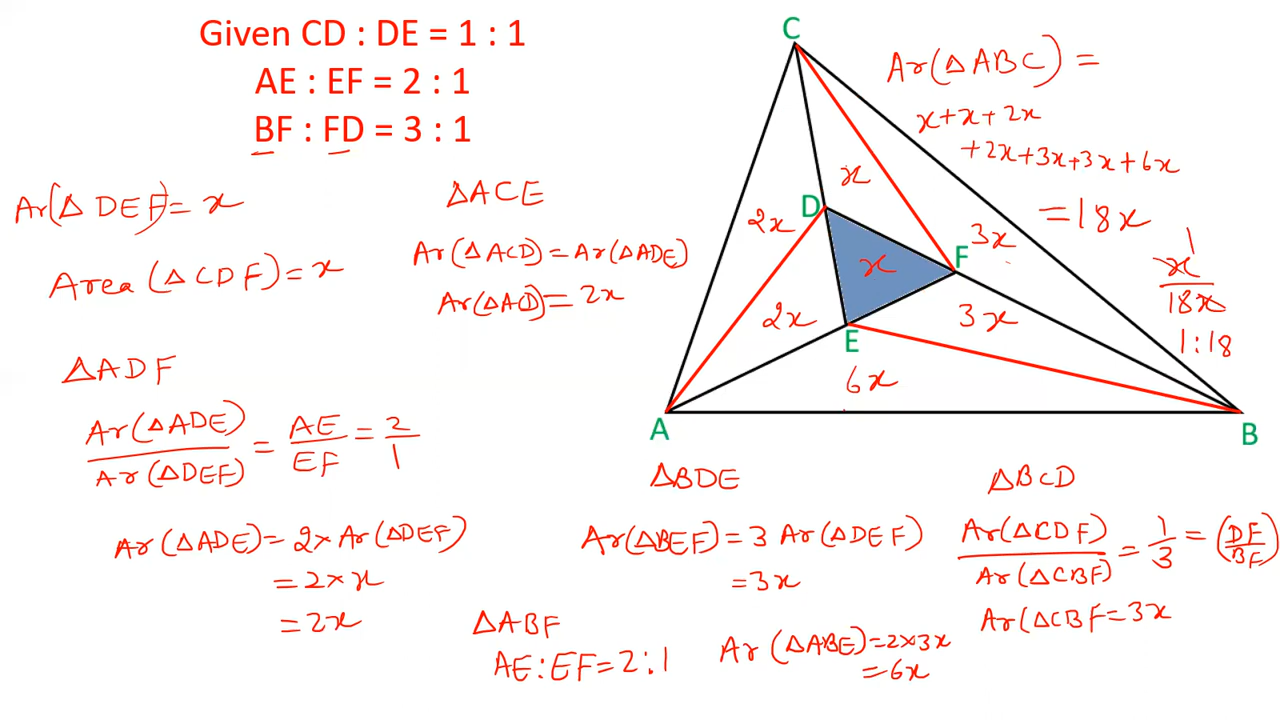 Given CD : DE = 1 : 1
AE : EF = 2 : 1
BF : FD = 3 : 1
Ar(Δ DEF) = x
Area (Δ CDF) = x
ΔACE
Ar(ΔACD) = Ar(ΔADE)
Ar(ΔACD) = 2x
ΔADF
Ar(ΔADE) / Ar(ΔDEF) = AE / EF = 2 / 1
Ar(ΔADE) = 2 × Ar(ΔDEF)
= 2 × x
= 2x
ΔABF
AE : EF = 2 : 1
ΔBDE
Ar(ΔBEF) = 3 Ar(ΔDEF)
= 3x
Ar (ΔABE) = 2 × 3x
= 6x
ΔBCD
Ar(ΔCDF) / Ar(ΔCBF) = 1 / 3 = (DF / BF)
Ar(ΔCBF = 3x
C
D
F
E
A
B
x
2x
3x
x
2x
3x
6x
Ar(ΔABC) =
x + x + 2x
+ 2x + 3x + 3x + 6x
= 18x
1
x / 18x
1 : 18